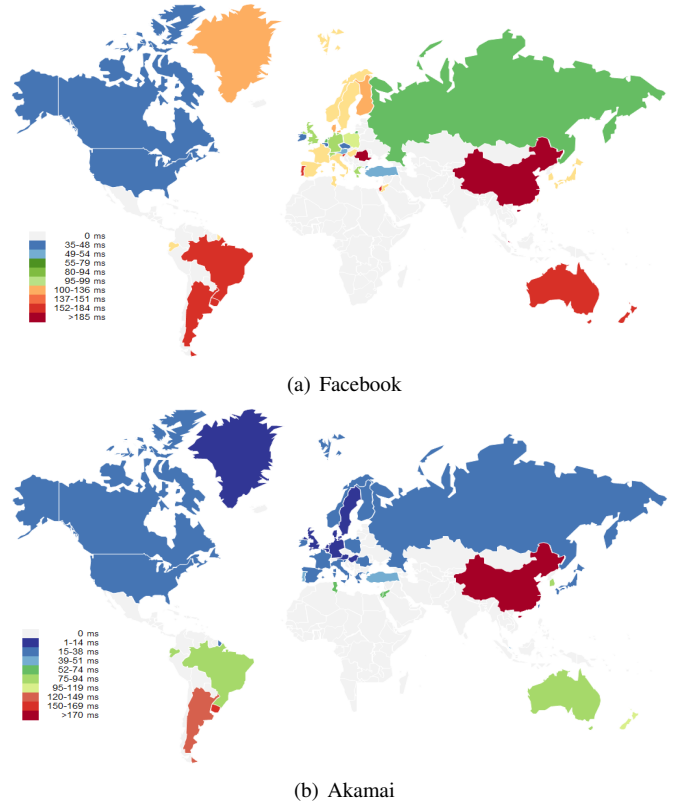 0 ms
35-48 ms
49-54 ms
55-79 ms
80-94 ms
95-99 ms
100-136 ms
137-151 ms
152-184 ms
>185 ms
(a) Facebook
0 ms
1-14 ms
15-38 ms
39-51 ms
52-74 ms
75-94 ms
95-119 ms
120-149 ms
150-169 ms
>170 ms
(b) Akamai